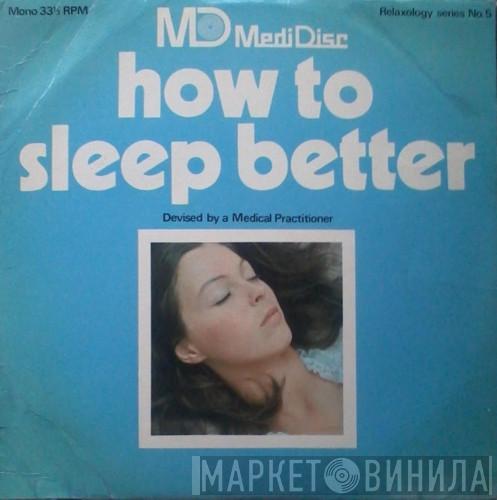 Mono 33⅓ RPM
Relaxology series No.5
MD MediDisc
how to
sleep better
Devised by a Medical Practitioner
МАРКЕТ ВИНИЛА